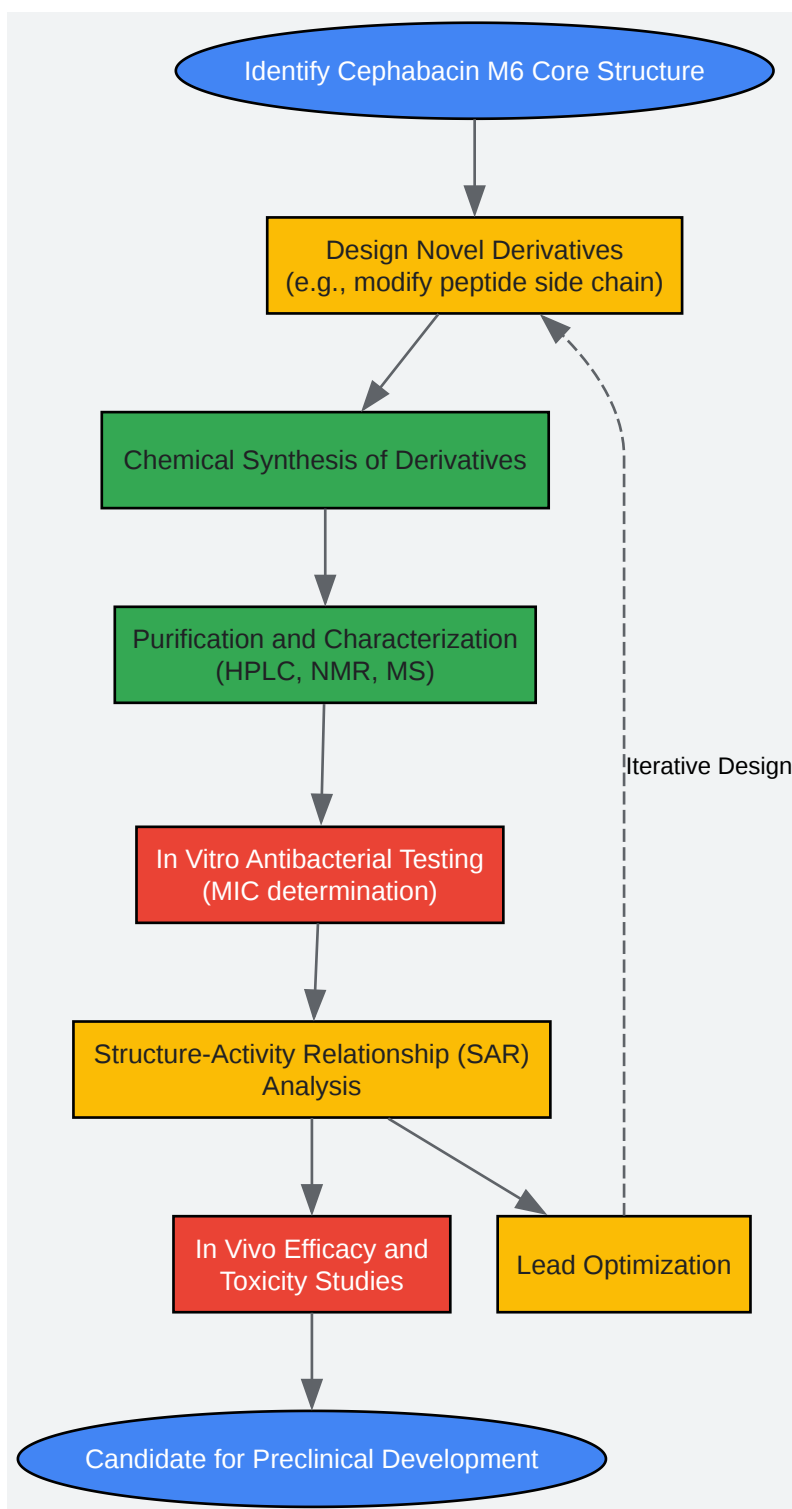 Identify Cephabacin M6 Core Structure
Design Novel Derivatives
(e.g., modify peptide side chain)
Chemical Synthesis of Derivatives
Purification and Characterization
(HPLC, NMR, MS)
Iterative Design
In Vitro Antibacterial Testing
(MIC determination)
Structure-Activity Relationship (SAR)
Analysis
In Vivo Efficacy and
Toxicity Studies
Lead Optimization
Candidate for Preclinical Development